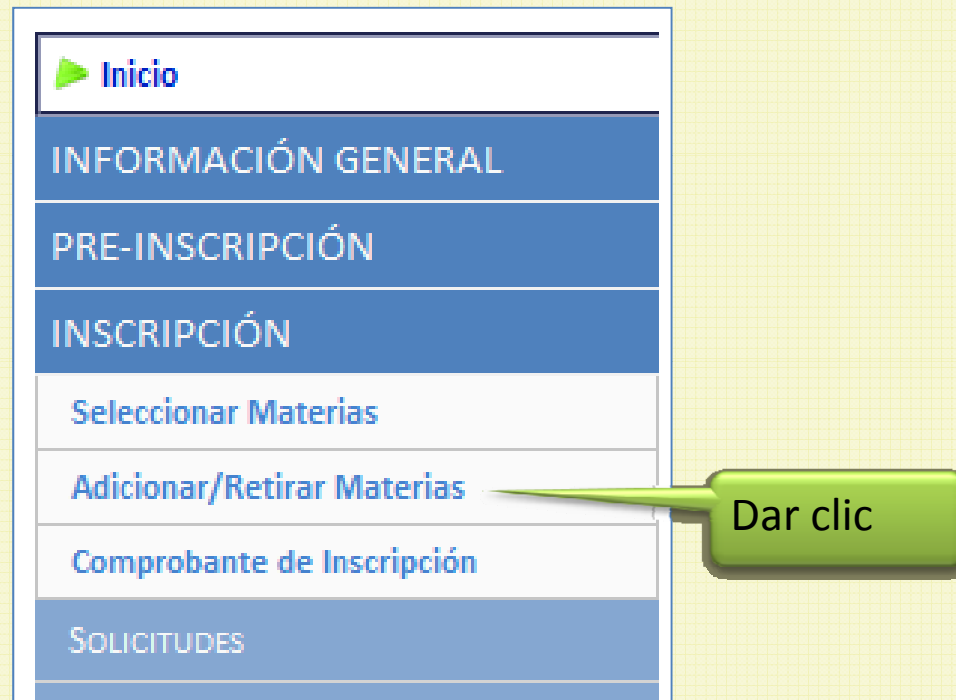 Inicio
INFORMACIÓN GENERAL
PRE-INSCRIPCIÓN
INSCRIPCIÓN
Seleccionar Materias
Adicionar/Retirar Materias
Dar clic
Comprobante de Inscripción
SOLICITUDES